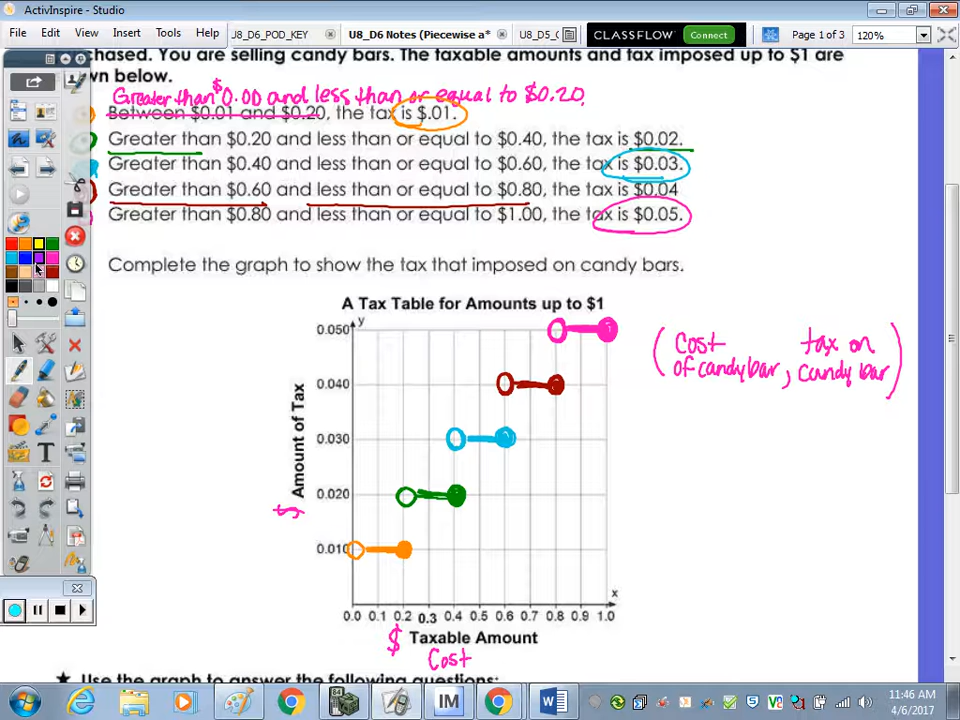 ActivInspire - Studio
File Edit View Insert Tools Help
J8_D6_POD_KEY
U8_D6 Notes (Piecewise a*
U5_D5_C
CLASSFLOW Connect
Page 1 of 3
120%
chased. You are selling candy bars. The taxable amounts and tax imposed up to $1 are
wn below.
Greater than $0.00 and less than or equal to $0.20,
Between $0.01 and $0.20, the tax is $.01.
Greater than $0.20 and less than or equal to $0.40, the tax is $0.02.
Greater than $0.40 and less than or equal to $0.60, the tax is $0.03.
Greater than $0.60 and less than or equal to $0.80, the tax is $0.04
Greater than $0.80 and less than or equal to $1.00, the tax is $0.05.
Complete the graph to show the tax that imposed on candy bars.
A Tax Table for Amounts up to $1
y
0.050
0.040
0.030
0.020
0.010
Amount of Tax
$
(cost of candy bar, tax on candy bar)
x
0.0 0.1 0.2 0.3 0.4 0.5 0.6 0.7 0.8 0.9 1.0
$ Taxable Amount
Cost
★ Use the graph to answer the following questions:
IM
11:46 AM
4/6/2017